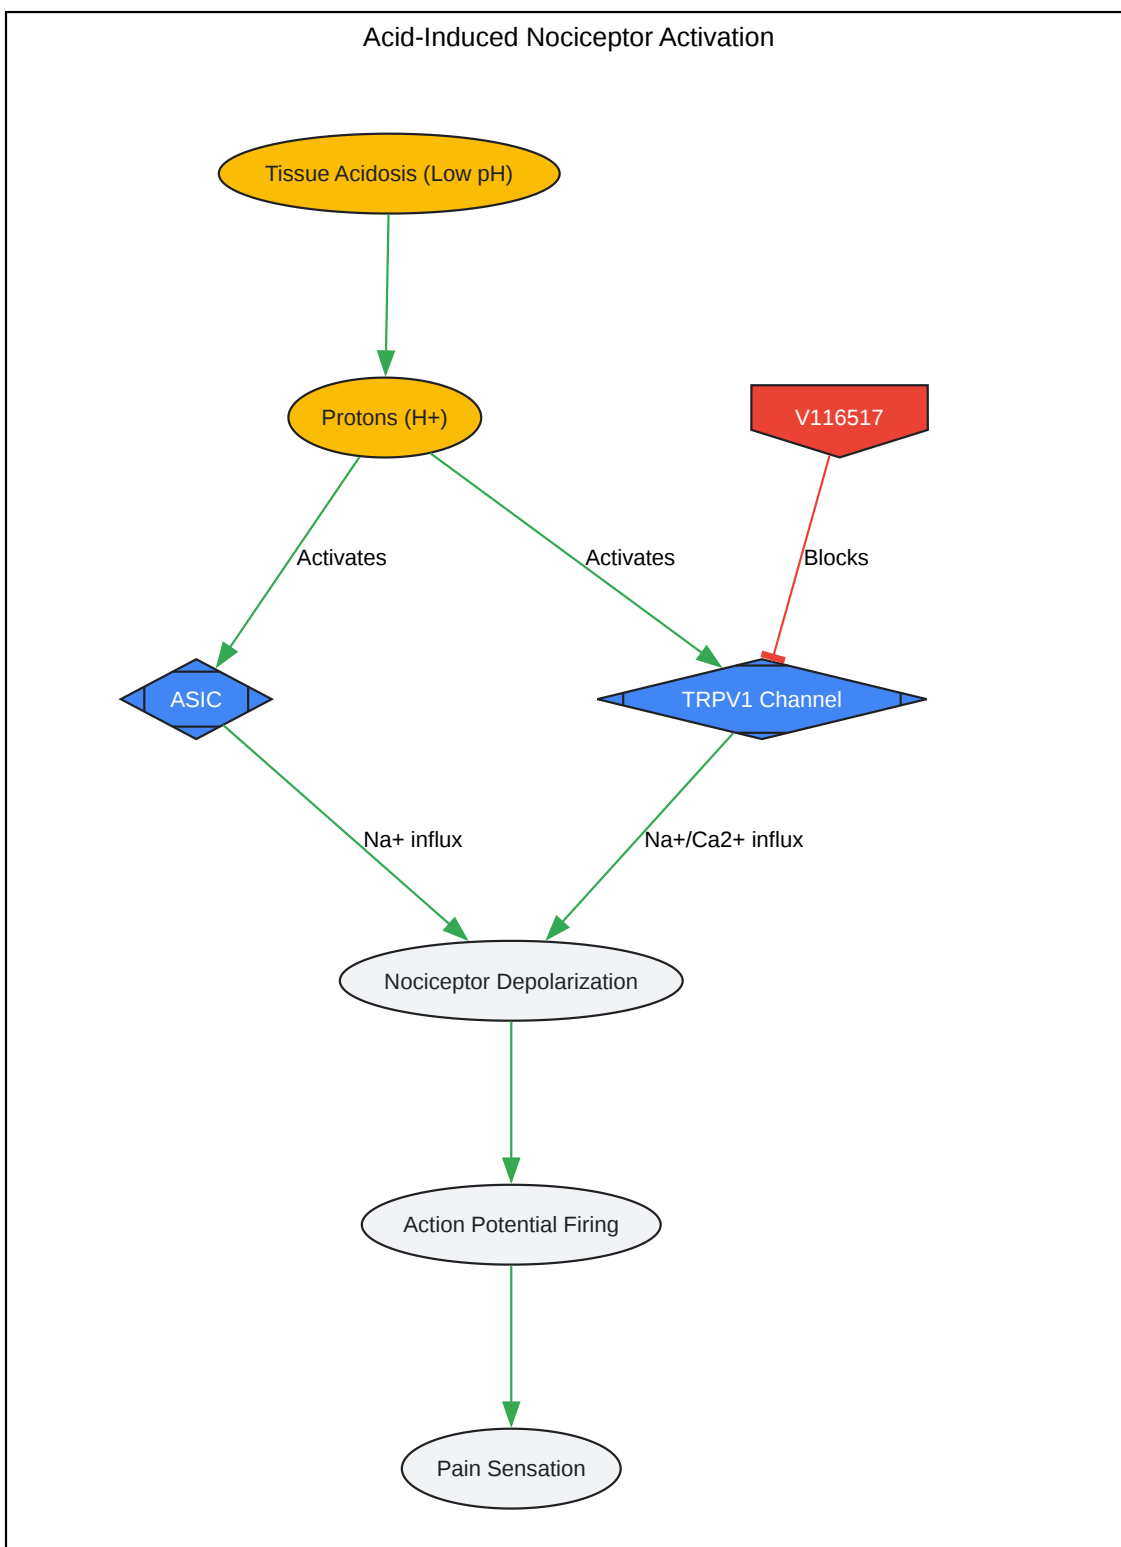 Acid-Induced Nociceptor Activation
Tissue Acidosis (Low pH)
Protons (H+)
V116517
Activates
Activates
Blocks
ASIC
TRPV1 Channel
Na+ influx
Na+/Ca2+ influx
Nociceptor Depolarization
Action Potential Firing
Pain Sensation